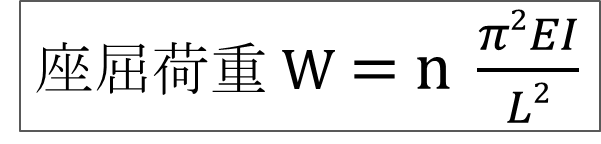 座屈荷重 W = n π²EI / L²